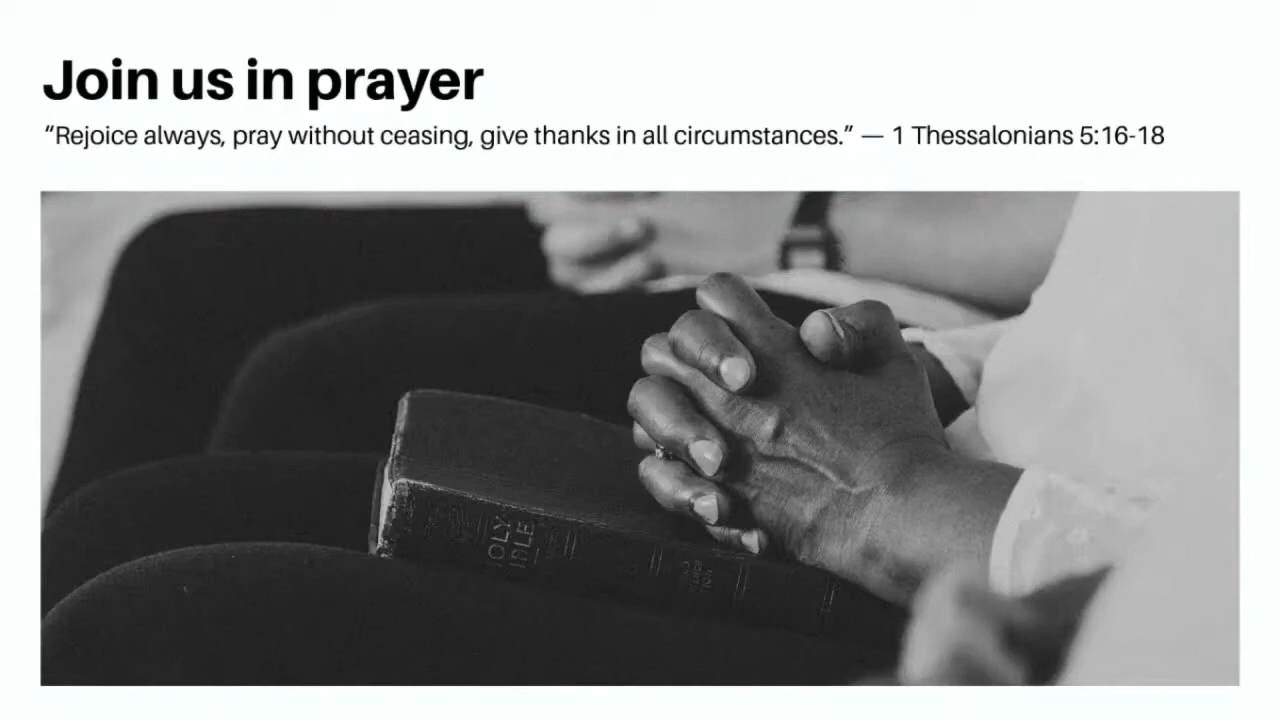 Join us in prayer
“Rejoice always, pray without ceasing, give thanks in all circumstances.” — 1 Thessalonians 5:16-18